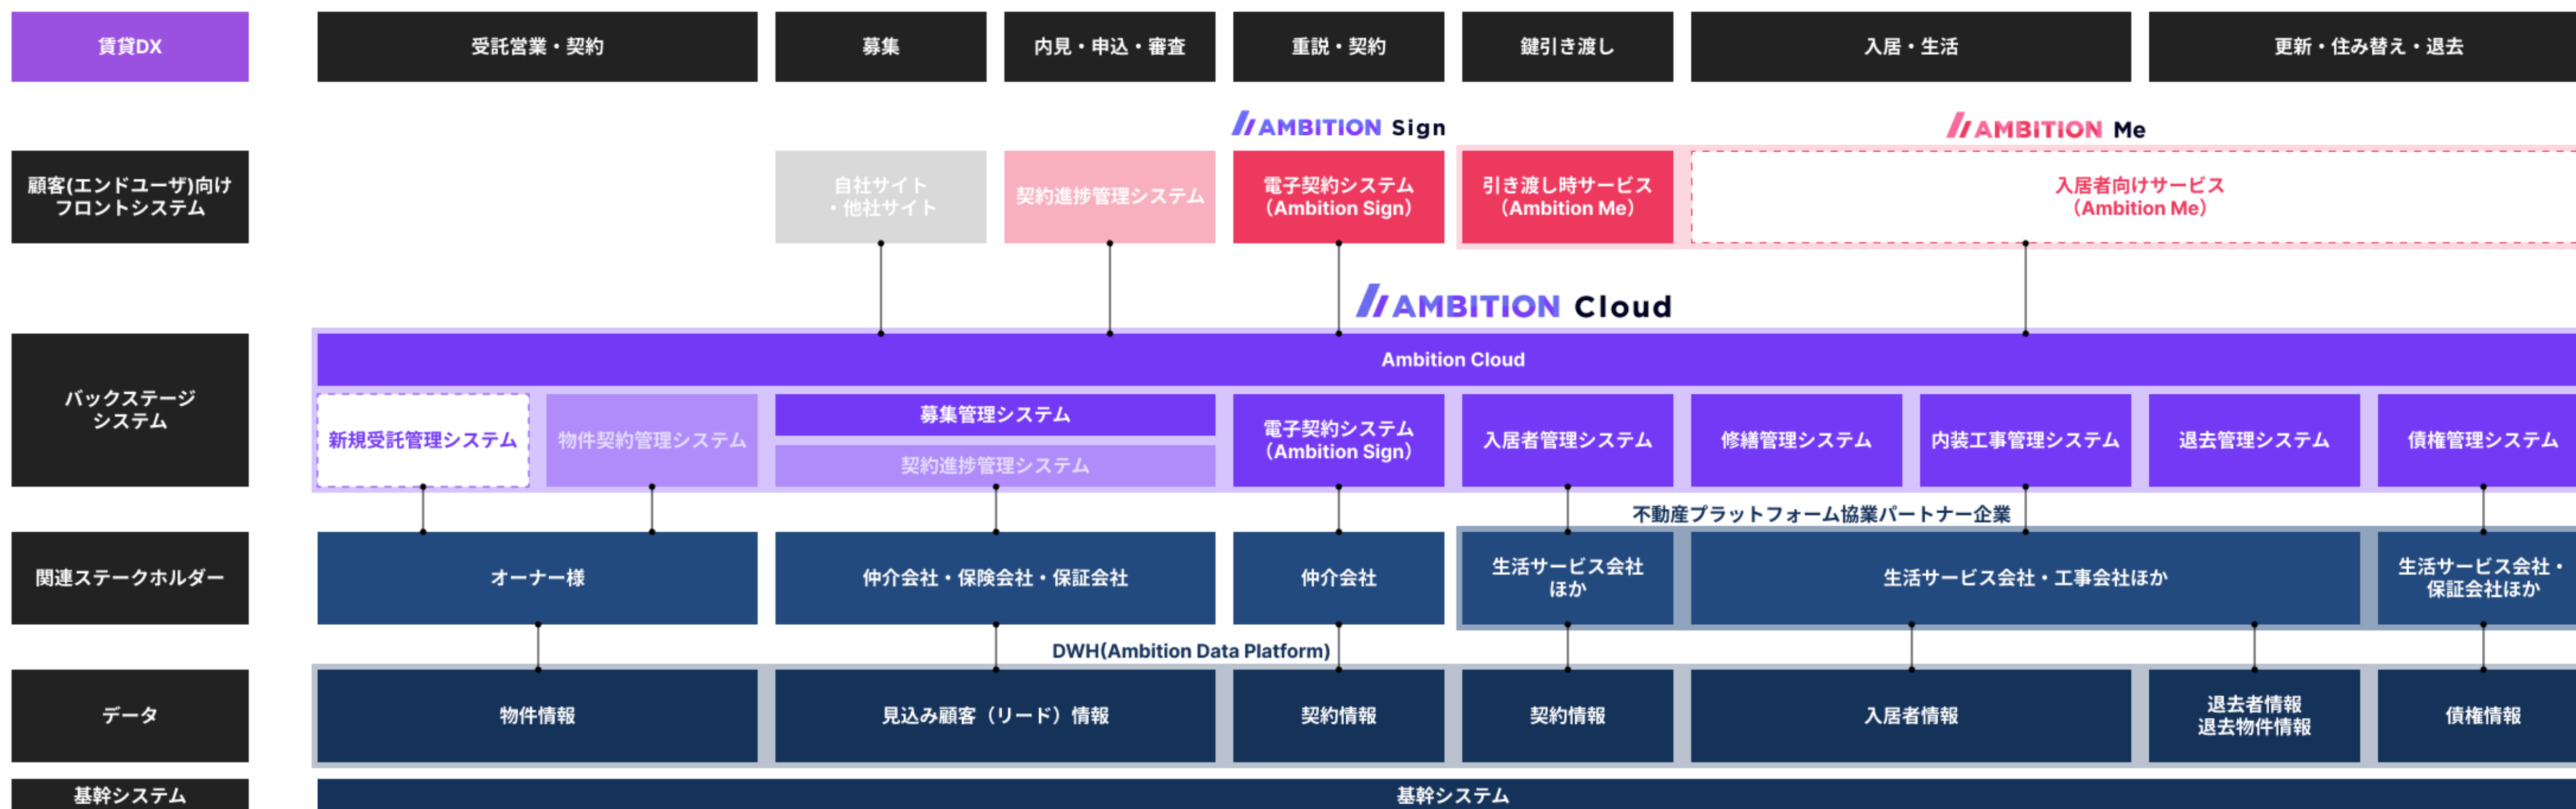 賃貸DX
受託営業・契約
募集
内見・申込・審査
重説・契約
鍵引き渡し
入居・生活
更新・住み替え・退去
AMBITION Sign
AMBITION Me
顧客(エンドユーザ)向け
フロントシステム
自社サイト
・他社サイト
契約進捗管理システム
電子契約システム
（Ambition Sign）
引き渡し時サービス
（Ambition Me）
入居者向けサービス
（Ambition Me）
AMBITION Cloud
バックステージ
システム
Ambition Cloud
新規受託管理システム
物件契約管理システム
募集管理システム
契約進捗管理システム
電子契約システム
（Ambition Sign）
入居者管理システム
修繕管理システム
内装工事管理システム
退去管理システム
債権管理システム
不動産プラットフォーム協業パートナー企業
関連ステークホルダー
オーナー様
仲介会社・保険会社・保証会社
仲介会社
生活サービス会社
ほか
生活サービス会社・工事会社ほか
生活サービス会社・
保証会社ほか
DWH(Ambition Data Platform)
データ
物件情報
見込み顧客（リード）情報
契約情報
契約情報
入居者情報
退去者情報
退去物件情報
債権情報
基幹システム
基幹システム